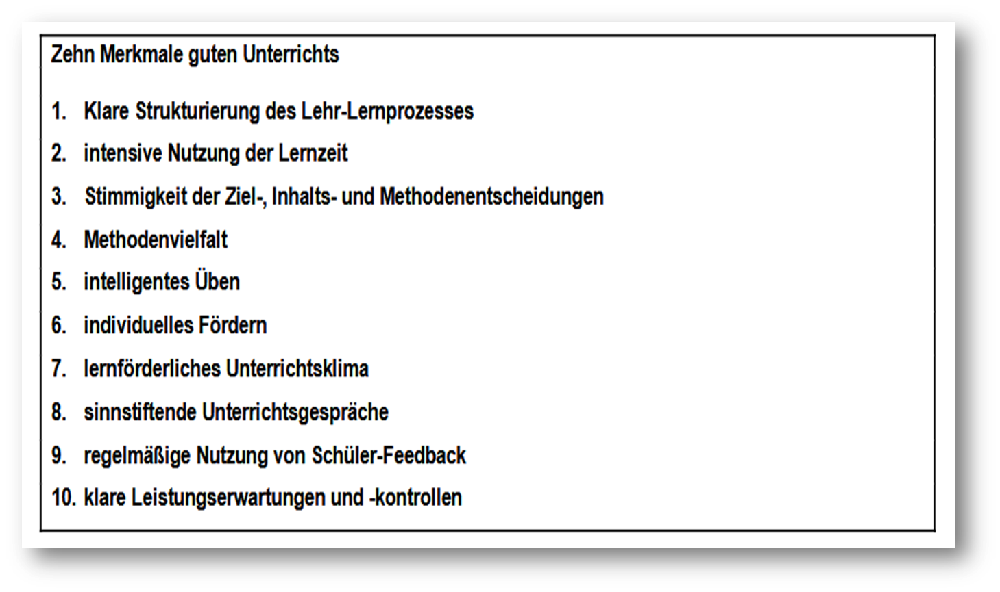 Zehn Merkmale guten Unterrichts
1. Klare Strukturierung des Lehr-Lernprozesses
2. intensive Nutzung der Lernzeit
3. Stimmigkeit der Ziel-, Inhalts- und Methodenentscheidungen
4. Methodenvielfalt
5. intelligentes Üben
6. individuelles Fördern
7. lernförderliches Unterrichtsklima
8. sinnstiftende Unterrichtsgespräche
9. regelmäßige Nutzung von Schüler-Feedback
10. klare Leistungserwartungen und -kontrollen